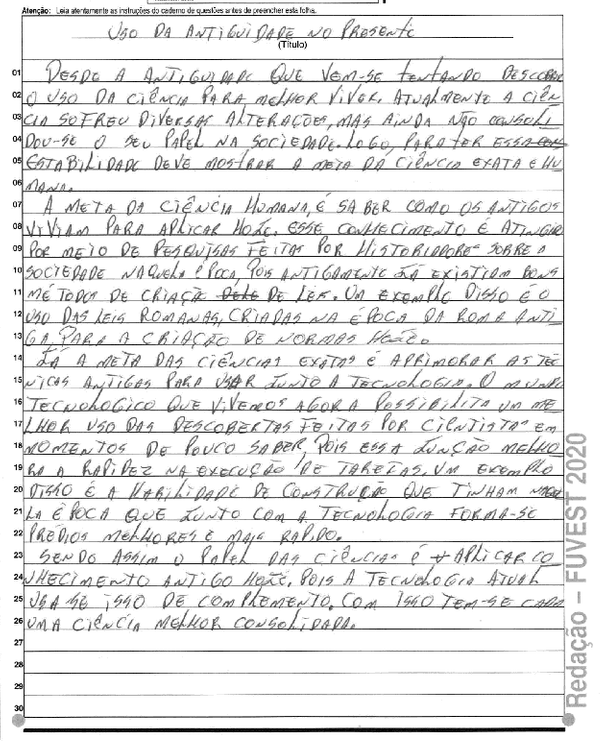 Atenção: Leia atentamente as instruções do caderno de questões antes de preencher esta folha.
USO DA ANTIGUIDADE NO PRESENTE
(Título)
01 DESDE A ANTIGUIDADE QUE VEM-SE TENTANDO DESCOBRIR
02 O USO DA CIÊNCIA PARA MELHOR VIVER. ATUALMENTE A CIÊN
03 CIA SOFREU DIVERSAS ALTERAÇÕES, MAS AINDA NÃO CONSOLI
04 DOU-SE O SEU PAPEL NA SOCIEDADE. LOGO, PARA TER ESSA
05 ESTABILIDADE DEVE MOSTRAR A META DA CIÊNCIA EXATA E HU
06 MANA.
07 A META DA CIÊNCIA HUMANA, É SABER COMO OS ANTIGOS
08 VIVIAM PARA APLICAR HOJE. ESSE CONHECIMENTO É ATINGIR
09 POR MEIO DE PESQUISAS FEITAS POR HISTORIADORES SOBRE A
10 SOCIEDADE NAQUELA ÉPOCA, POIS ANTIGAMENTE JÁ EXISTIAM BONS
11 MÉTODOS DE CRIAÇÃ DE LEIS. UM EXEMPLO DISSO É O
12 USO DAS LEIS ROMANAS, CRIADAS NA ÉPOCA DA ROMA ANTI
13 GA, PARA A CRIAÇÃO DE NORMAS HOJE.
14 JÁ A META DAS CIÊNCIAS EXATAS É APRIMORAR AS TÉC
15 NICAS ANTIGAS PARA USAR JUNTO A TECNOLOGIA. O MUNDO
16 TECNOLOGICO QUE VIVEMOS AGORA POSSIBILITA UM ME
17 LHOR USO DAS DESCOBERTAS FEITAS POR CIENTISTAS EM
18 MOMENTOS DE POUCO SABER, POIS ESSA JUNÇÃO MELHO
19 RA A RAPIDEZ NA EXECUÇÃO DE TAREFAS. UM EXEMPLO
20 DISSO É A HABILIDADE DE CONSTRUÇÃO QUE TINHAM NAQUE
21 LA ÉPOCA QUE JUNTO COM A TECNOLOGIA FORMA-SE
22 PRÉDIOS MELHORES E MAIS RAPIDO.
23 SENDO ASSIM O PAPEL DAS CIÊNCIAS É APLICAR CO
24 NHECIMENTO ANTIGO HOJE, POIS A TECNOLOGIA ATUAL
25 USA-SE ISSO DE COMPLEMENTO. COM ISSO TEM-SE CADA
26 UMA CIÊNCIA MELHOR CONSOLIDADA.
27
28
29
30
Redação – FUVEST 2020